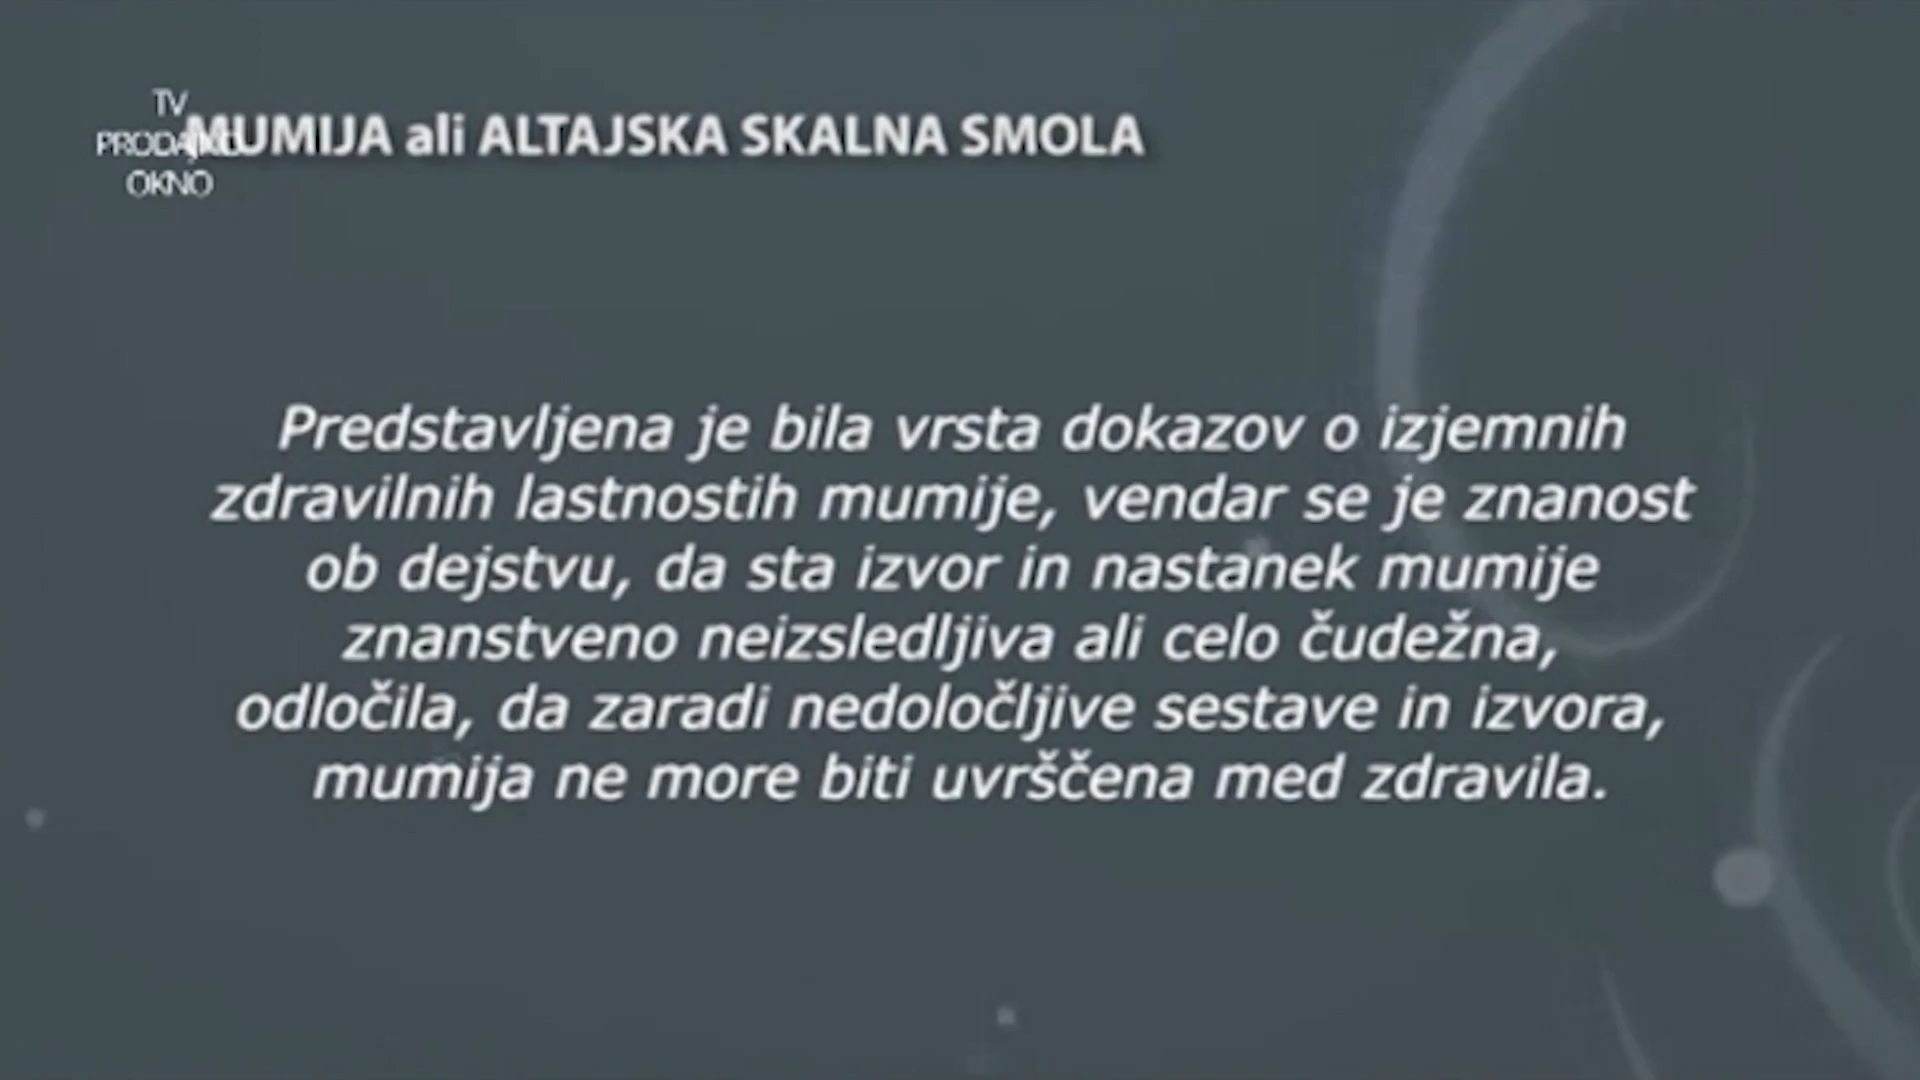 TV
PRODAJNO
OKNO
MUMIJA ali ALTAJSKA SKALNA SMOLA
Predstavljena je bila vrsta dokazov o izjemnih
zdravilnih lastnostih mumije, vendar se je znanost
ob dejstvu, da sta izvor in nastanek mumije
znanstveno neizsledljiva ali celo čudežna,
odločila, da zaradi nedoločljive sestave in izvora,
mumija ne more biti uvrščena med zdravila.